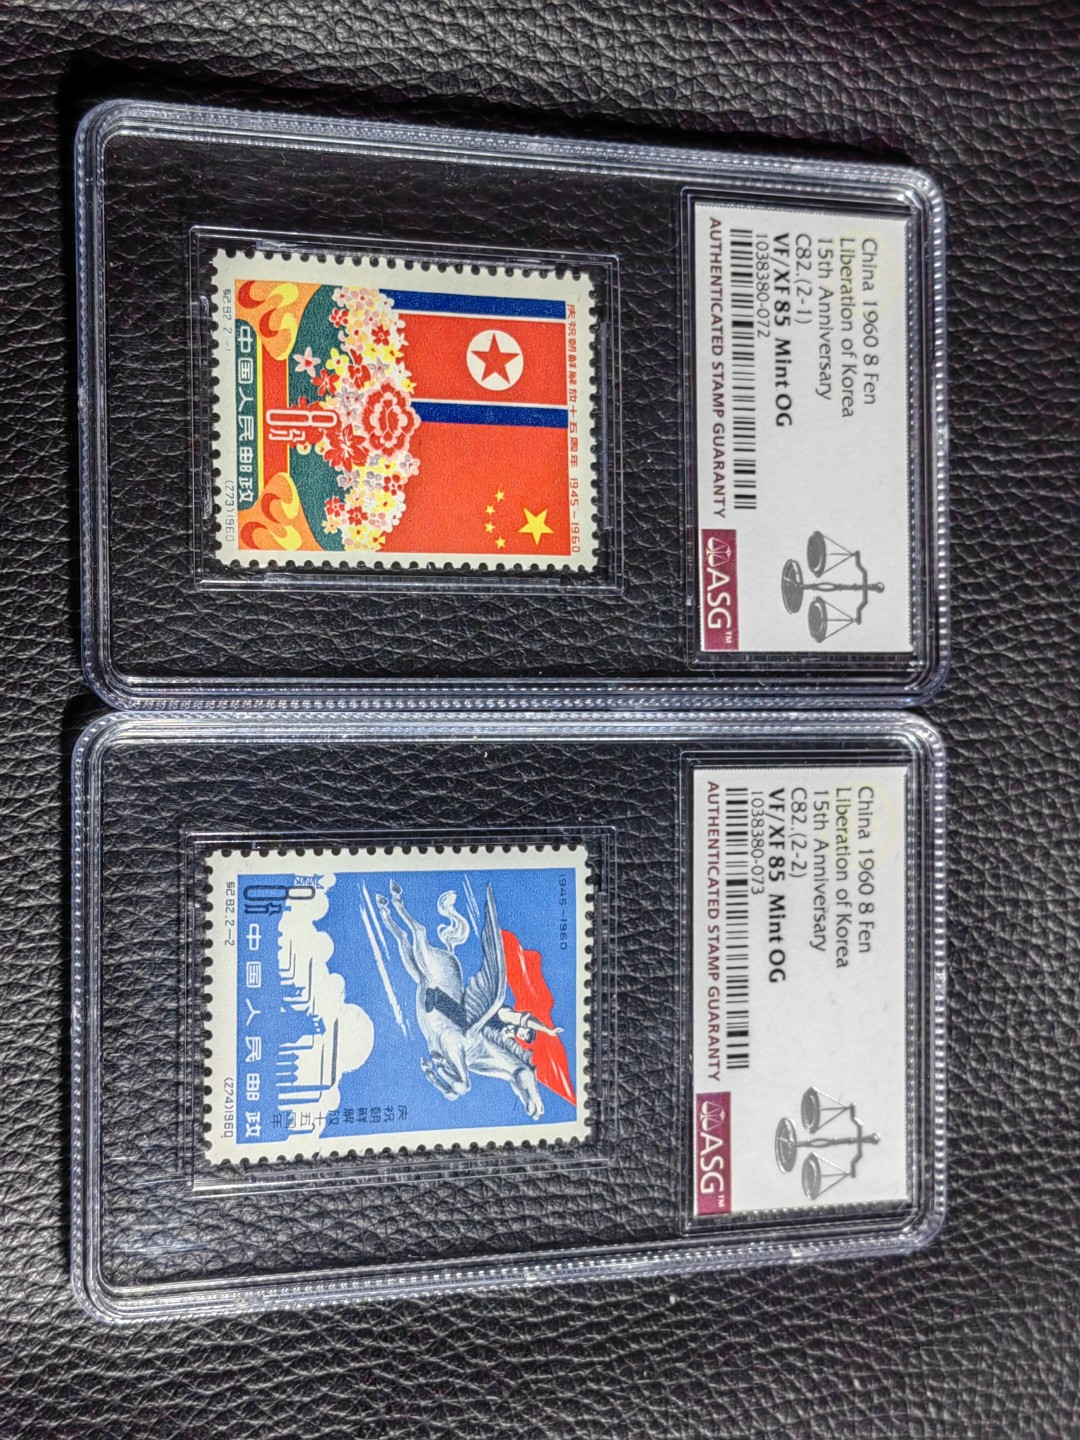 China 1960 8 Fen
Liberation of Korea
15th Anniversary
C82.(2-1)
VF/XF 85 Mint OG
1038380-072
AUTHENTICATED STAMP GUARANTY
ASG™
庆祝朝鲜解放十五周年 1945-1960
8分
中国人民邮政
纪82.2-1
(273)1960
China 1960 8 Fen
Liberation of Korea
15th Anniversary
C82.(2-2)
VF/XF 85 Mint OG
1038380-073
AUTHENTICATED STAMP GUARANTY
ASG™
1945-1960
庆祝
朝鲜
解放十五周年
8分
中国人民邮政
纪82.2-2
(274)1960